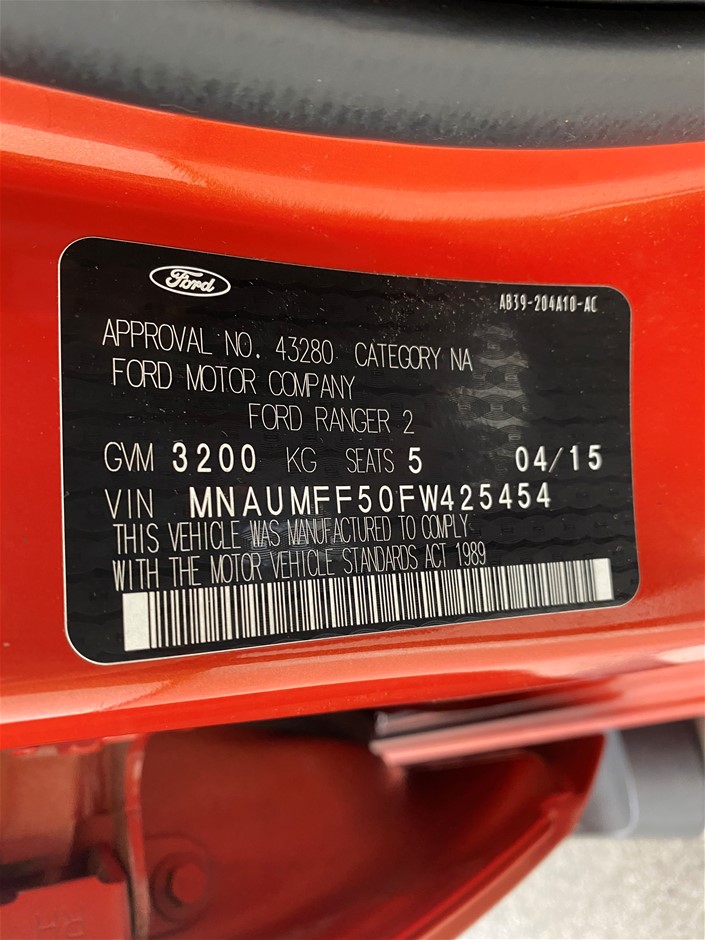 Ford
AB39-204A10-AC
APPROVAL NO. 43280 CATEGORY NA
FORD MOTOR COMPANY
FORD RANGER 2
GVM 3200 KG SEATS 5 04/15
VIN MNAUMFF50FW425454
THIS VEHICLE WAS MANUFACTURED TO COMPLY
WITH THE MOTOR VEHICLE STANDARDS ACT 1989